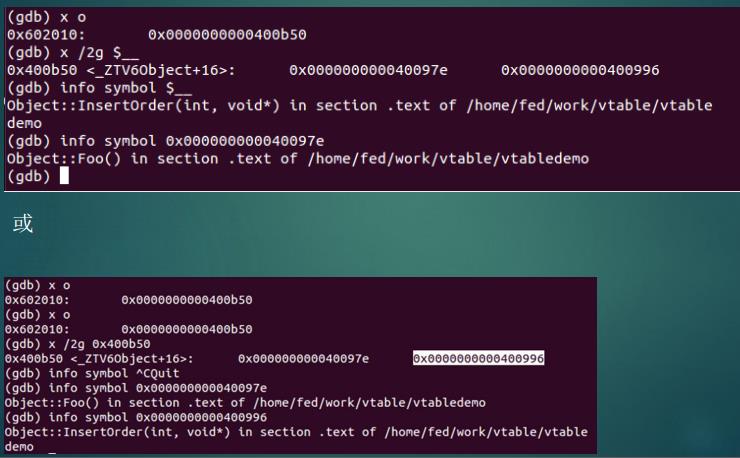 (gdb) x o
0x602010:       0x0000000000400b50
(gdb) x /2g $__
0x400b50 <_ZTV6Object+16>:      0x000000000040097e      0x0000000000400996
(gdb) info symbol $__
Object::InsertOrder(int, void*) in section .text of /home/fed/work/vtable/vtable
demo
(gdb) info symbol 0x000000000040097e
Object::Foo() in section .text of /home/fed/work/vtable/vtabledemo
(gdb)
或
(gdb) x o
0x602010:       0x0000000000400b50
(gdb) x o
0x602010:       0x0000000000400b50
(gdb) x /2g 0x400b50
0x400b50 <_ZTV6Object+16>:      0x000000000040097e      0x0000000000400996
(gdb) info symbol ^CQuit
(gdb) info symbol 0x000000000040097e
Object::Foo() in section .text of /home/fed/work/vtable/vtabledemo
(gdb) info symbol 0x0000000000400996
Object::InsertOrder(int, void*) in section .text of /home/fed/work/vtable/vtable
demo